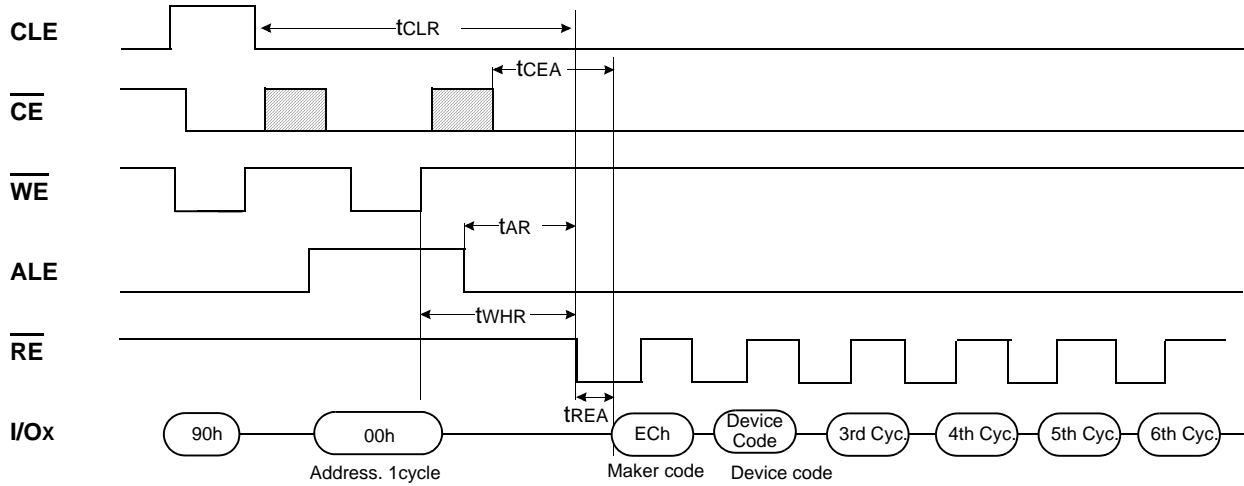 CLE
tCLR
tCEA
CE
WE
tAR
ALE
tWHR
RE
tREA
I/Ox
90h
00h
ECh
Device
Code
3rd Cyc.
4th Cyc.
5th Cyc.
6th Cyc.
Address. 1cycle
Maker code
Device code